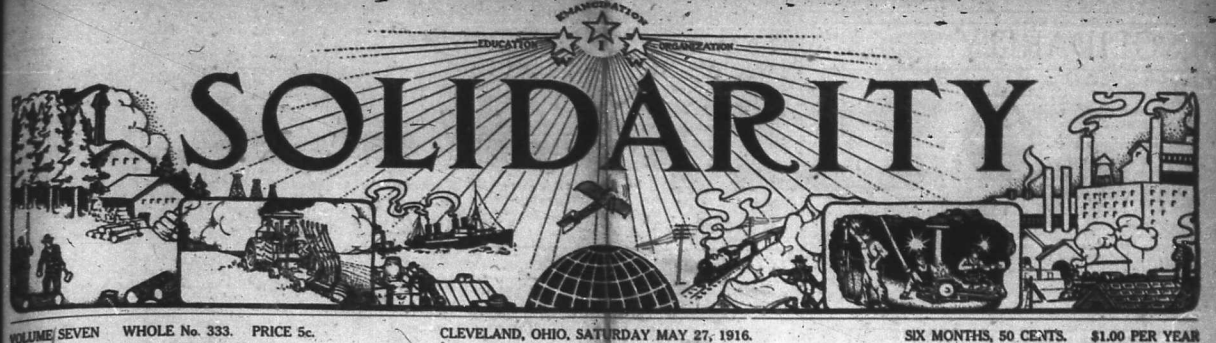 EMANCIPATION
EDUCATION ORGANIZATION
SOLIDARITY
VOLUME SEVEN WHOLE No. 333. PRICE 5c. CLEVELAND, OHIO, SATURDAY MAY 27, 1916. SIX MONTHS, 50 CENTS. $1.00 PER YEAR